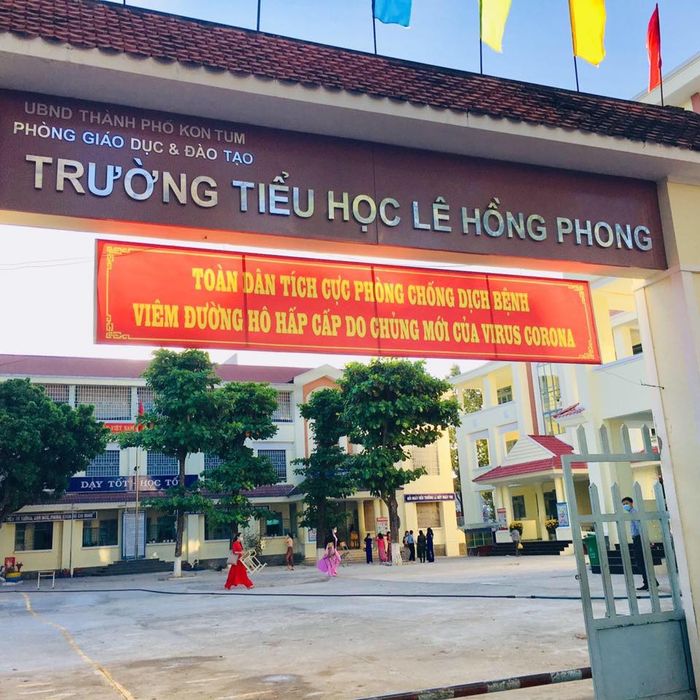 UBND THÀNH PHỐ KON TUM
PHÒNG GIÁO DỤC & ĐÀO TẠO
TRƯỜNG TIỂU HỌC LÊ HỒNG PHONG
TOÀN DÂN TÍCH CỰC PHÒNG CHỐNG DỊCH BỆNH
VIÊM ĐƯỜNG HÔ HẤP CẤP DO CHỦNG MỚI CỦA VIRUS CORONA
VIỆT NAM
DẠY TỐT - HỌC TỐT